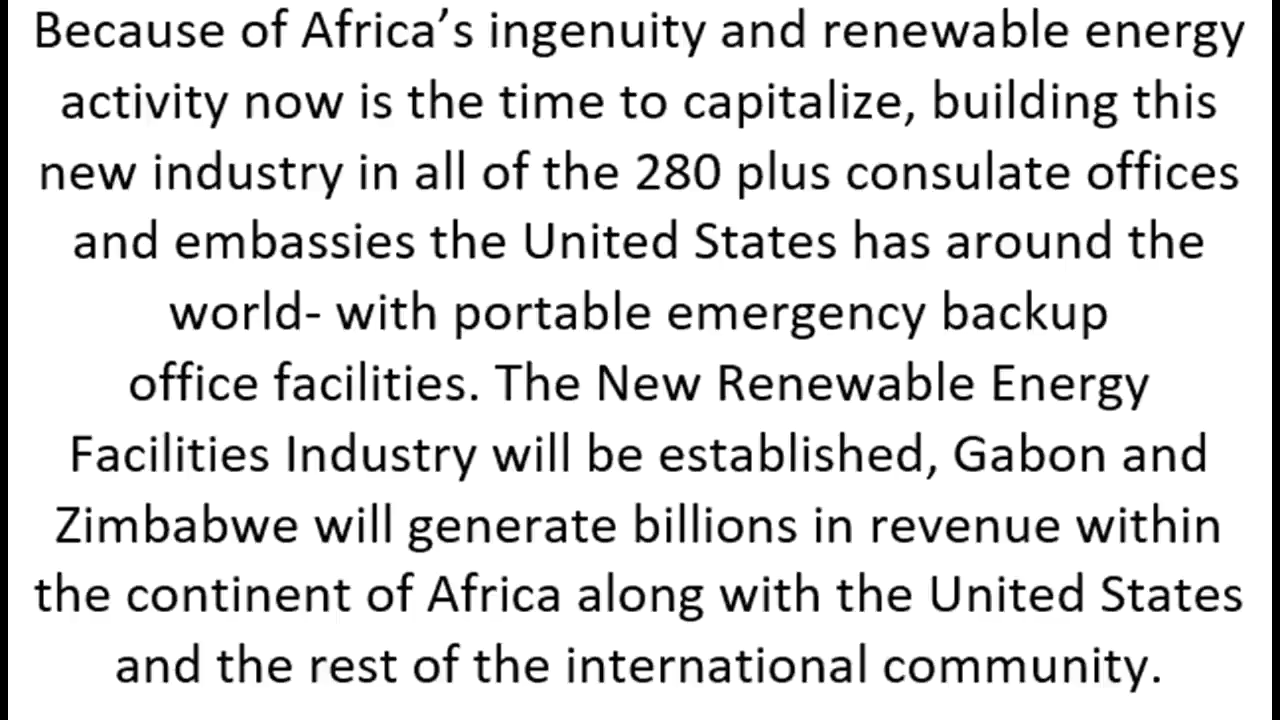 Because of Africa’s ingenuity and renewable energy
activity now is the time to capitalize, building this
new industry in all of the 280 plus consulate offices
and embassies the United States has around the
world- with portable emergency backup
office facilities. The New Renewable Energy
Facilities Industry will be established, Gabon and
Zimbabwe will generate billions in revenue within
the continent of Africa along with the United States
and the rest of the international community.